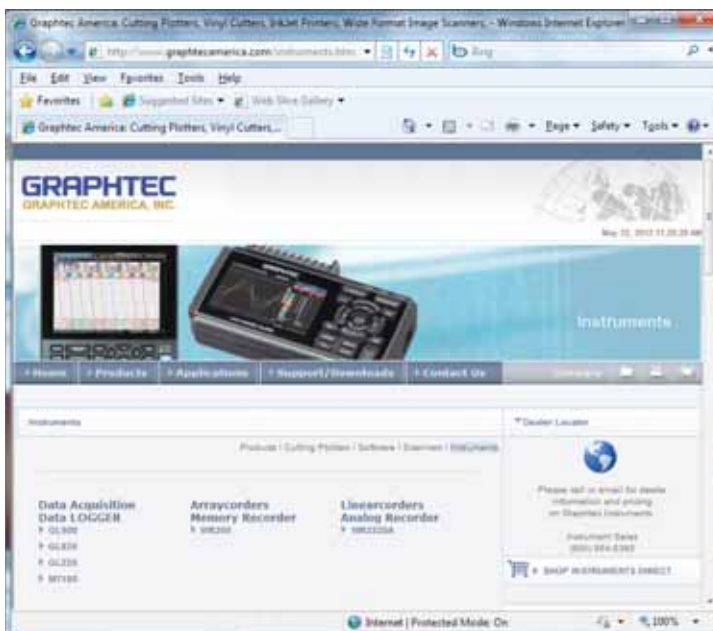 Graphtec America: Cutting Plotters, Vinyl Cutters, InkJet Printers, Wide Format Image Scanners, - Windows Internet Explorer
http://www.graphtecamerica.com/instruments.htm
Bing
File Edit View Favorites Tools Help
Favorites Suggested Sites Web Slice Gallery
Graphtec America: Cutting Plotters, Vinyl Cutters,...
Page Safety Tools
GRAPHTEC
GRAPHTEC AMERICA, INC.
Instruments
Home Products Applications Support/Downloads Contact Us
Instruments
Dealer Locator
Products | Cutting Plotters | Software | Scanners | Instruments
Please call or email for dealer
information and pricing
on Graphtec Instruments
Instrument Sales
Data Acquisition
Data LOGGER
GL900
GL820
GL220
MT100
Arraycorders
Memory Recorder
WR300
Linearcorders
Analog Recorder
SHOP INSTRUMENTS DIRECT
Internet | Protected Mode: On
100%